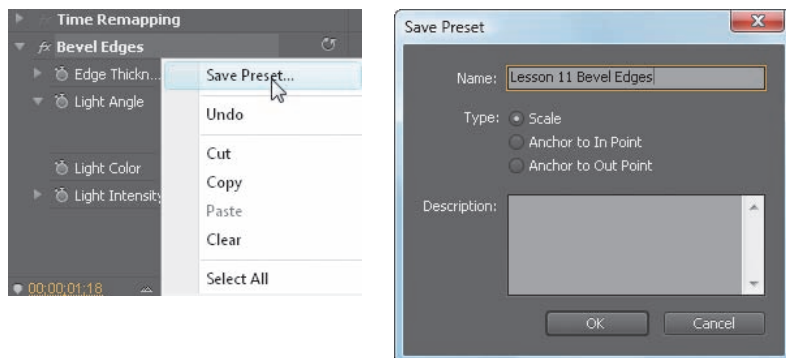 Time Remapping
fx Bevel Edges
Edge Thickn...
Light Angle
Light Color
Light Intensity
00;00;01;18
Save Preset...
Undo
Cut
Copy
Paste
Clear
Select All
Save Preset
Name: Lesson 11 Bevel Edges
Type: Scale
Anchor to In Point
Anchor to Out Point
Description:
OK Cancel